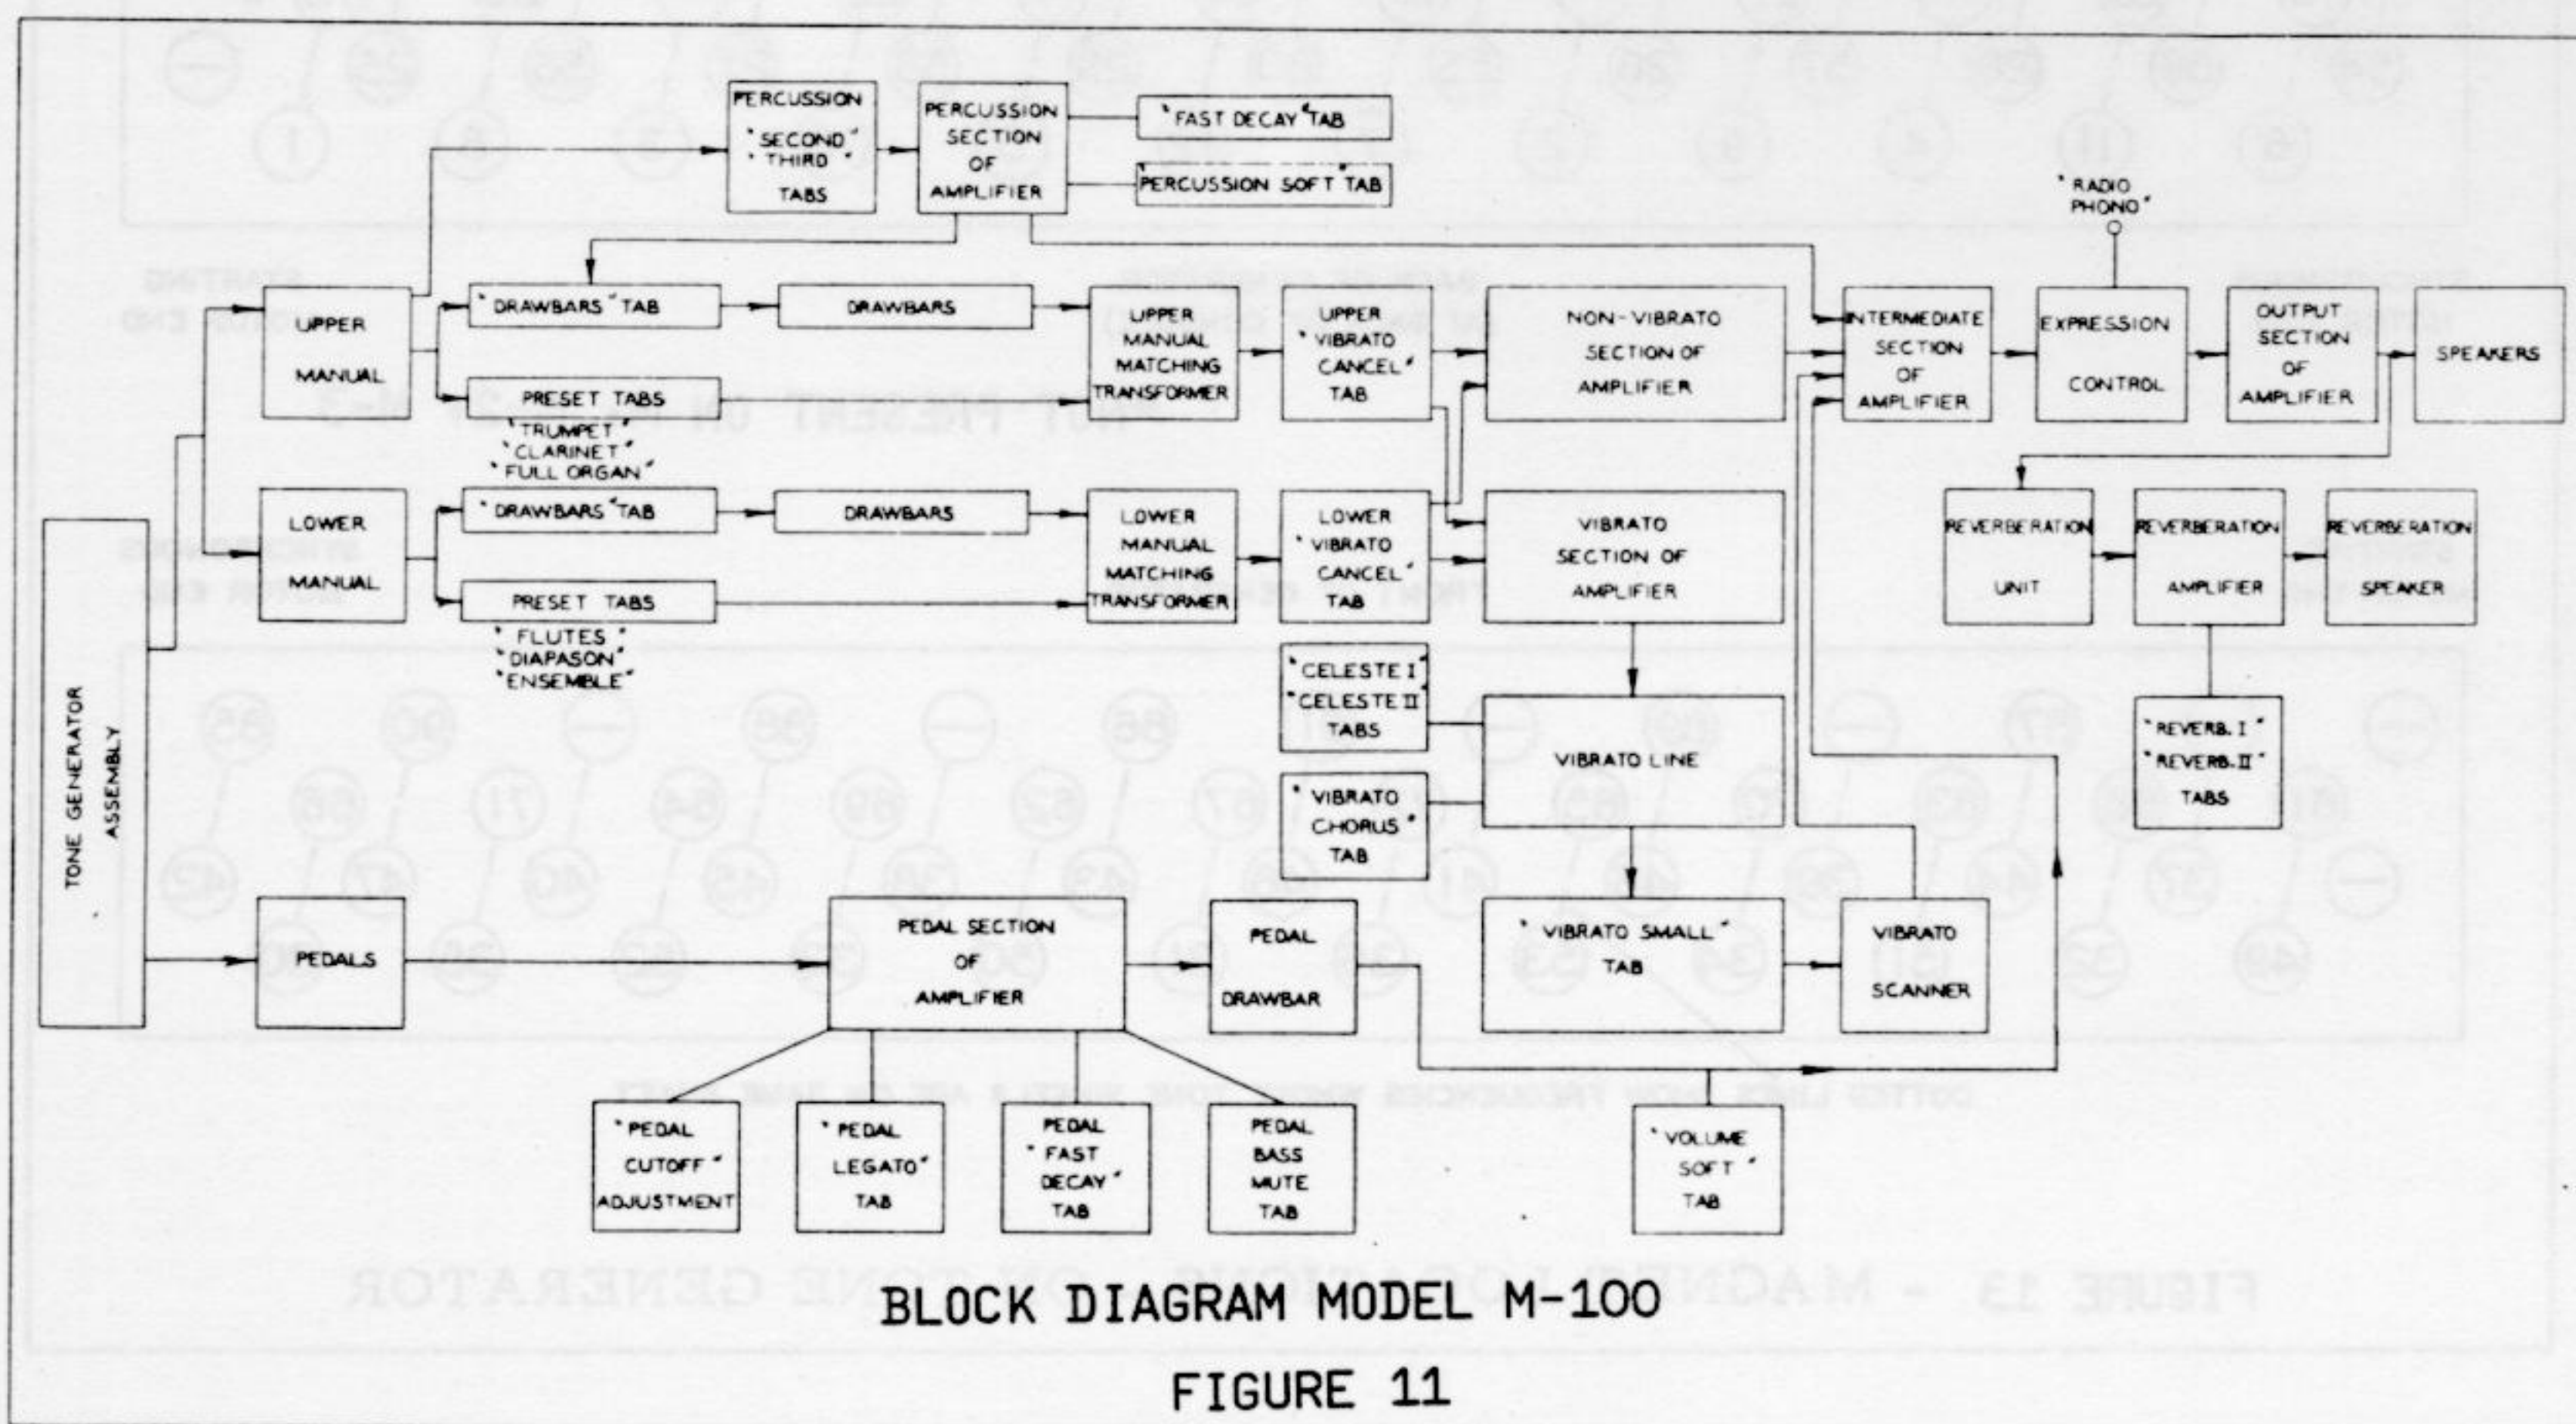 PERCUSSION
"SECOND"
"THIRD"
TABS
PERCUSSION
SECTION
OF
AMPLIFIER
"FAST DECAY" TAB
"PERCUSSION SOFT" TAB
"RADIO
PHONO"
UPPER
MANUAL
"DRAWBARS" TAB
DRAWBARS
PRESET TABS
"TRUMPET"
"CLARINET"
"FULL ORGAN"
UPPER
MANUAL
MATCHING
TRANSFORMER
UPPER
"VIBRATO
CANCEL"
TAB
NON-VIBRATO
SECTION OF
AMPLIFIER
INTERMEDIATE
SECTION
OF
AMPLIFIER
EXPRESSION
CONTROL
OUTPUT
SECTION
OF
AMPLIFIER
SPEAKERS
LOWER
MANUAL
"DRAWBARS" TAB
DRAWBARS
PRESET TABS
"FLUTES"
"DIAPASON"
"ENSEMBLE"
LOWER
MANUAL
MATCHING
TRANSFORMER
LOWER
"VIBRATO
CANCEL"
TAB
VIBRATO
SECTION OF
AMPLIFIER
REVERBERATION
UNIT
REVERBERATION
AMPLIFIER
REVERBERATION
SPEAKER
"CELESTE I"
"CELESTE II"
TABS
VIBRATO LINE
"VIBRATO
CHORUS"
TAB
"REVERB. I"
"REVERB. II"
TABS
TONE GENERATOR
ASSEMBLY
PEDALS
PEDAL SECTION
OF
AMPLIFIER
PEDAL
DRAWBAR
"VIBRATO SMALL"
TAB
VIBRATO
SCANNER
"PEDAL
CUTOFF"
ADJUSTMENT
"PEDAL
LEGATO"
TAB
PEDAL
"FAST
DECAY"
TAB
PEDAL
BASS
MUTE
TAB
"VOLUME
SOFT"
TAB
BLOCK DIAGRAM MODEL M-100
FIGURE 11